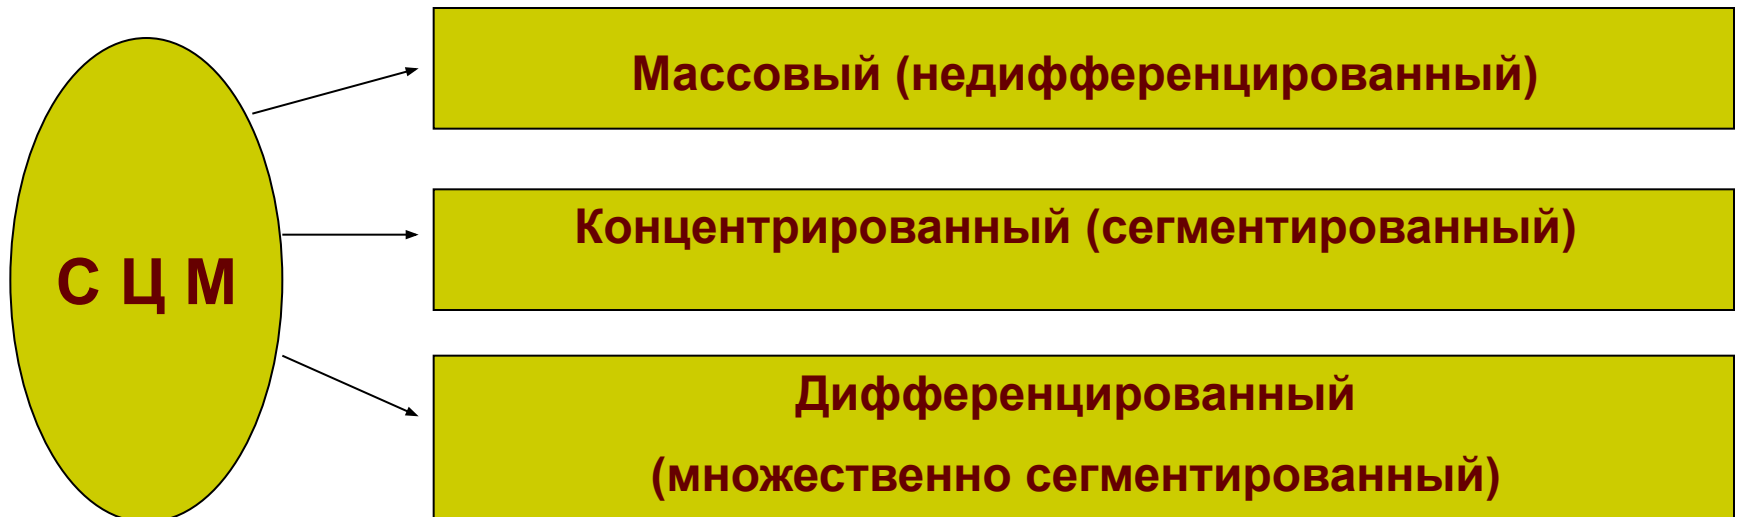 С Ц М
Массовый (недифференцированный)
Концентрированный (сегментированный)
Дифференцированный
(множественно сегментированный)